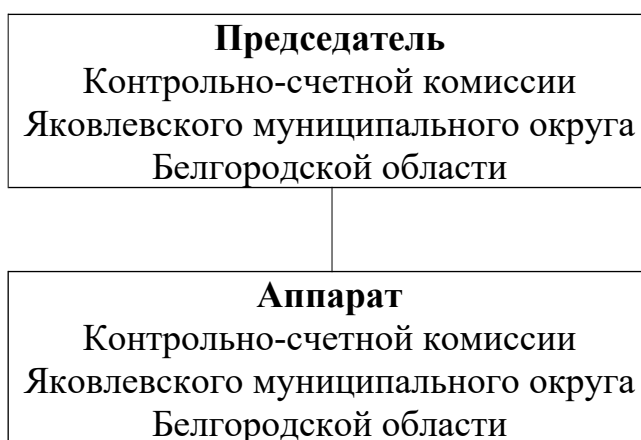 Председатель
Контрольно-счетной комиссии
Яковлевского муниципального округа
Белгородской области
Аппарат
Контрольно-счетной комиссии
Яковлевского муниципального округа
Белгородской области